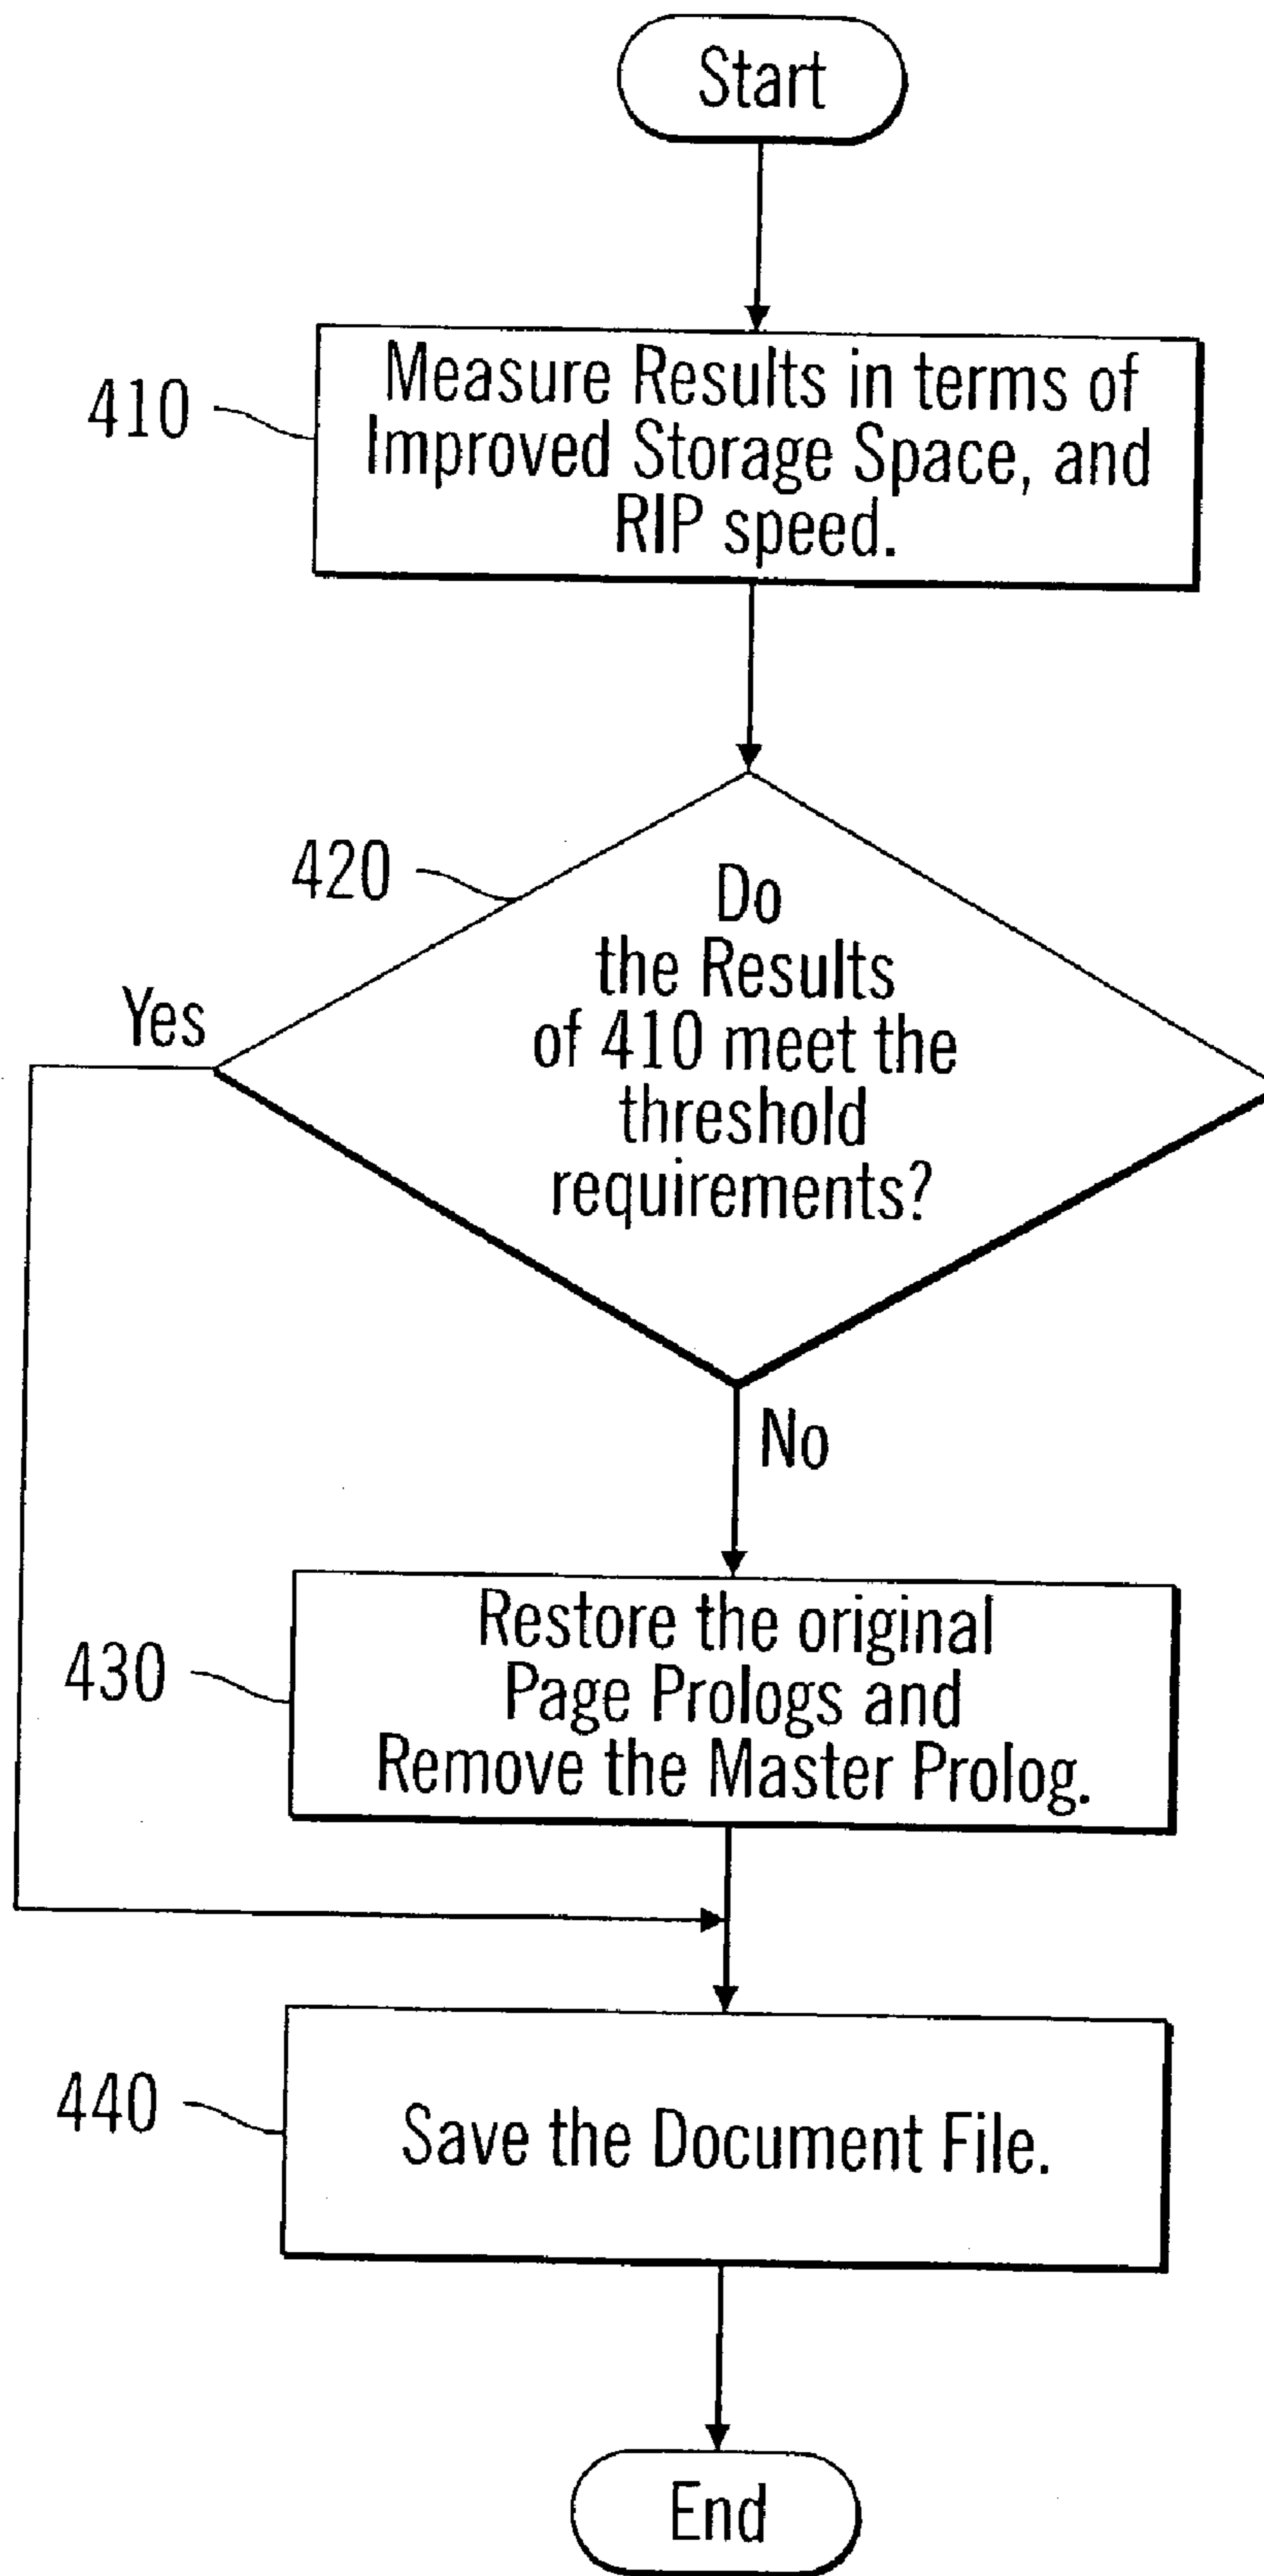 Start
410
Measure Results in terms of
Improved Storage Space, and
RIP speed.
420
Do
the Results
of 410 meet the
threshold
requirements?
Yes
No
430
Restore the original
Page Prologs and
Remove the Master Prolog.
440
Save the Document File.
End